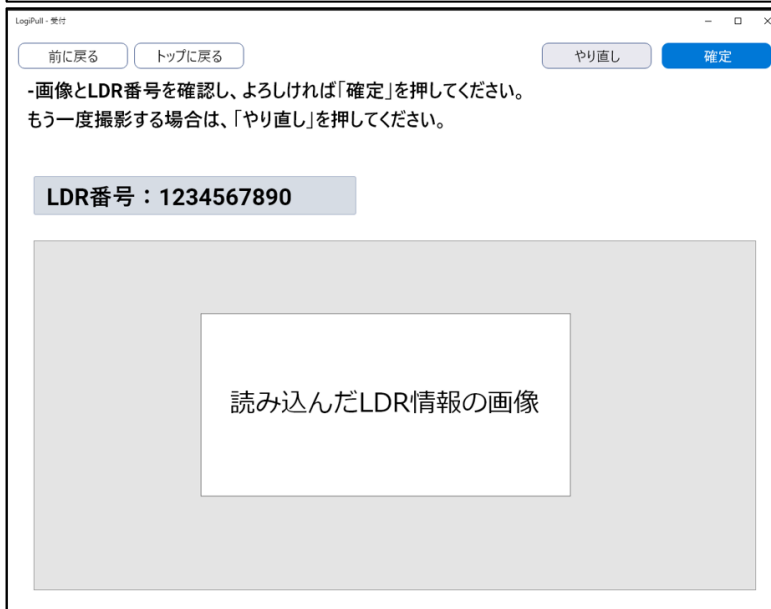 LogiPull - 受付
前に戻る トップに戻る やり直し 確定
-画像とLDR番号を確認し、よろしければ「確定」を押してください。
もう一度撮影する場合は、「やり直し」を押してください。
LDR番号：1234567890
読み込んだLDR情報の画像